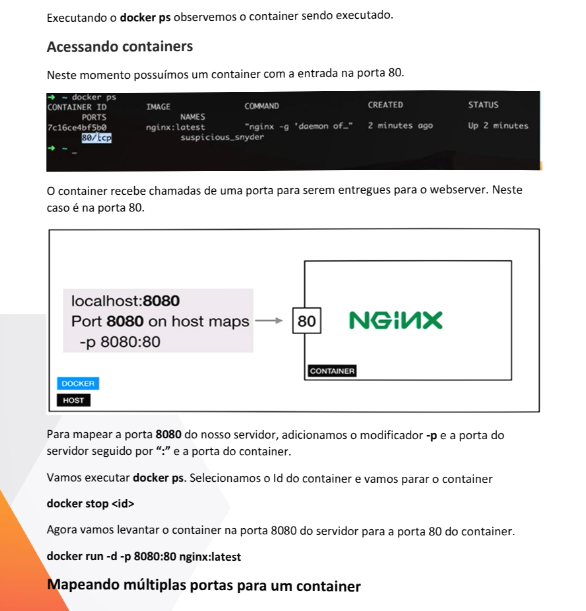 Executando o docker ps observemos o container sendo executado.
Acessando containers
Neste momento possuímos um container com a entrada na porta 80.
➜ ~ docker ps
CONTAINER ID IMAGE COMMAND CREATED STATUS
PORTS NAMES
7c16ce4bf5b0 nginx:latest "nginx -g 'daemon of…" 2 minutes ago Up 2 minutes
80/tcp suspicious_snyder
➜ ~ _
O container recebe chamadas de uma porta para serem entregues para o webserver. Neste
caso é na porta 80.
localhost:8080
Port 8080 on host maps
-p 8080:80
80
NGINX
CONTAINER
DOCKER
HOST
Para mapear a porta 8080 do nosso servidor, adicionamos o modificador -p e a porta do
servidor seguido por “:” e a porta do container.
Vamos executar docker ps. Selecionamos o Id do container e vamos parar o container
docker stop <id>
Agora vamos levantar o container na porta 8080 do servidor para a porta 80 do container.
docker run -d -p 8080:80 nginx:latest
Mapeando múltiplas portas para um container